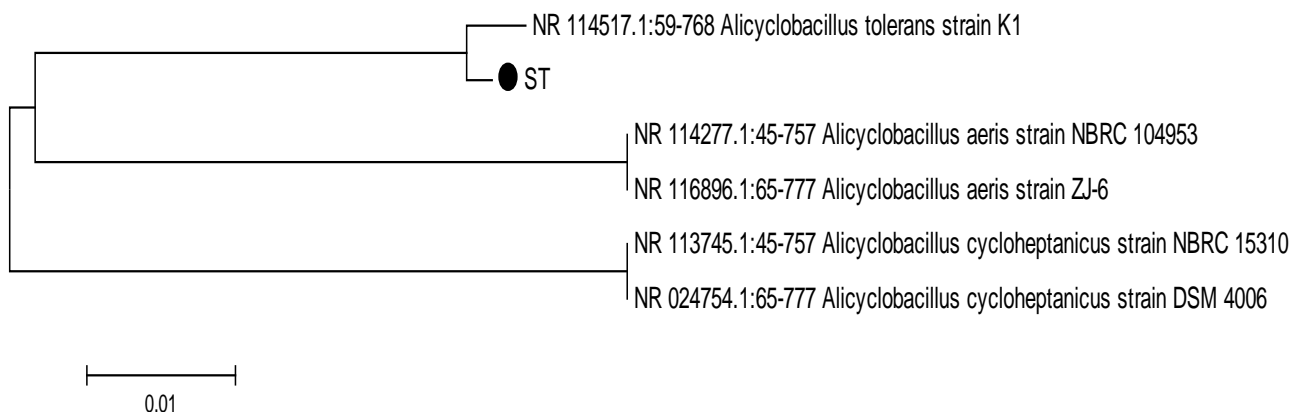 NR 114517.1:59-768 Alicyclobacillus tolerans strain K1
ST
NR 114277.1:45-757 Alicyclobacillus aeris strain NBRC 104953
NR 116896.1:65-777 Alicyclobacillus aeris strain ZJ-6
NR 113745.1:45-757 Alicyclobacillus cycloheptanicus strain NBRC 15310
NR 024754.1:65-777 Alicyclobacillus cycloheptanicus strain DSM 4006
0.01